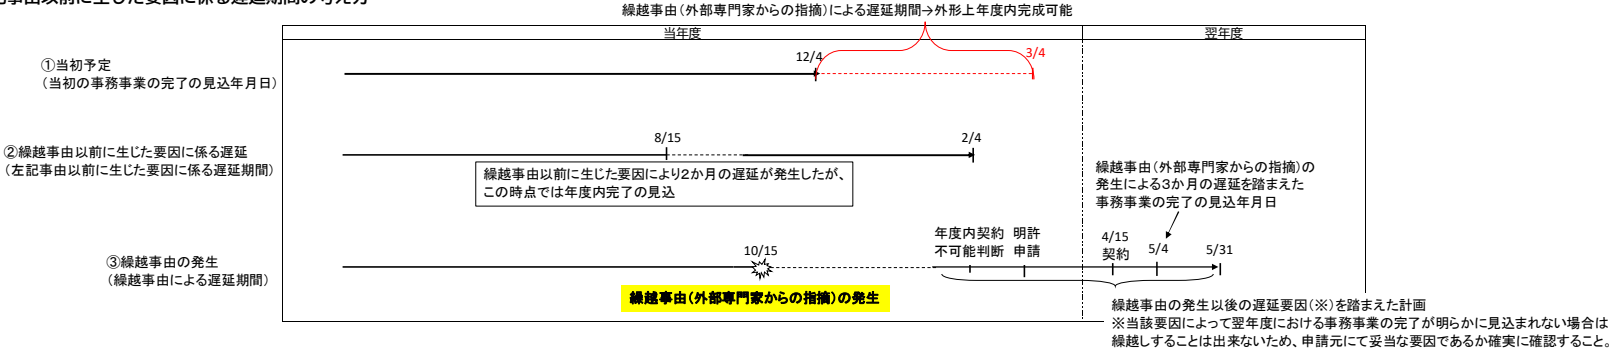 事由以前に生じた要因に係る遅延期間の考え方
繰越事由（外部専門家からの指摘）による遅延期間→外形上年度内完成可能
当年度
翌年度
①当初予定
（当初の事務事業の完了の見込年月日）
12/4
3/4
②繰越事由以前に生じた要因に係る遅延
（左記事由以前に生じた要因に係る遅延期間）
8/15
2/4
繰越事由以前に生じた要因により２か月の遅延が発生したが、
この時点では年度内完了の見込
繰越事由（外部専門家からの指摘）の
発生による３か月の遅延を踏まえた
事務事業の完了の見込年月日
③繰越事由の発生
（繰越事由による遅延期間）
10/15
年度内契約
不可能判断
明許
申請
4/15
契約
5/4
5/31
繰越事由（外部専門家からの指摘）の発生
繰越事由の発生以後の遅延要因（※）を踏まえた計画
※当該要因によって翌年度における事務事業の完了が明らかに見込まれない場合は
繰越しすることは出来ないため、申請元にて妥当な要因であるか確実に確認すること。